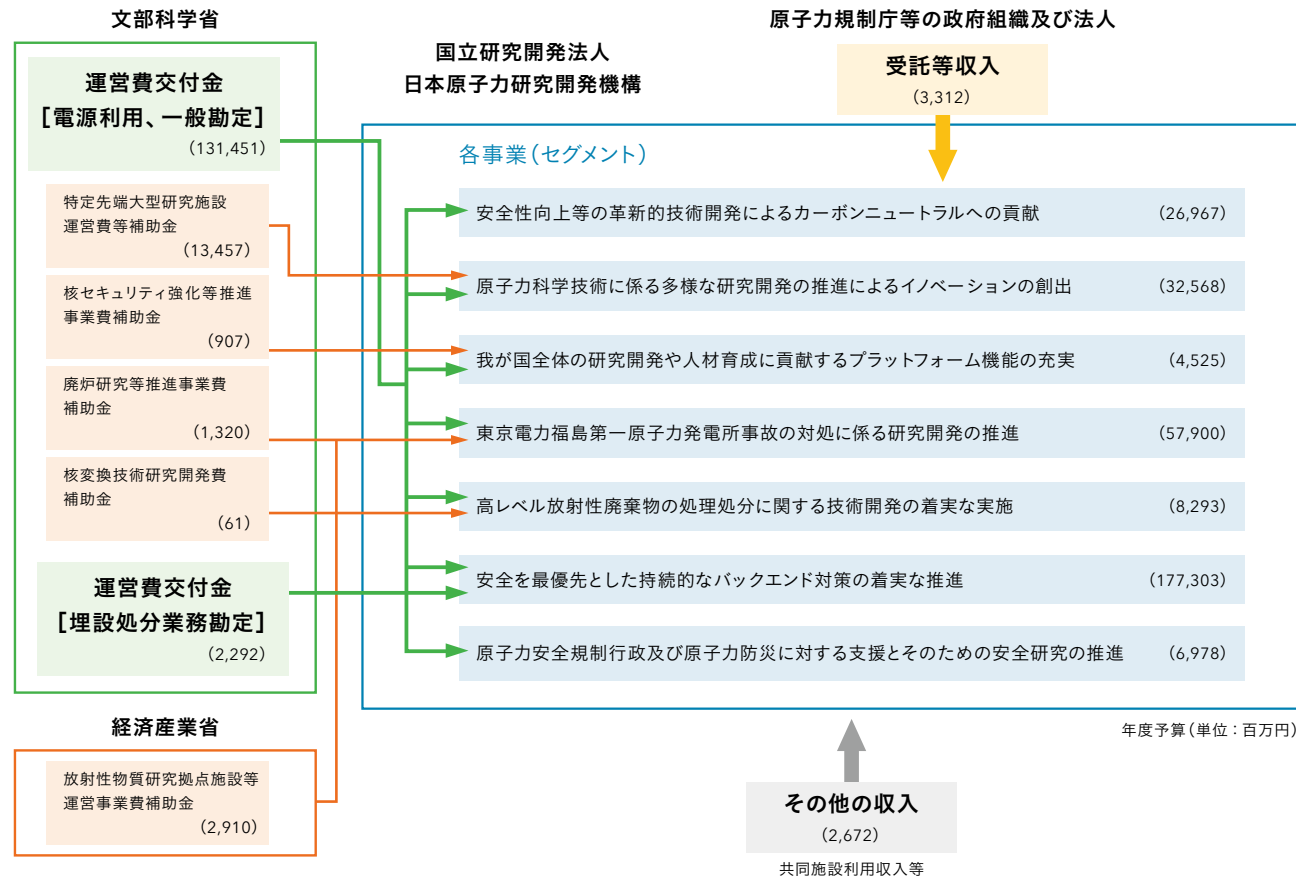 文部科学省
運営費交付金
［電源利用、一般勘定］
(131,451)
特定先端大型研究施設
運営費等補助金
(13,457)
核セキュリティ強化等推進
事業費補助金
(907)
廃炉研究等推進事業費
補助金
(1,320)
核変換技術研究開発費
補助金
(61)
運営費交付金
［埋設処分業務勘定］
(2,292)
経済産業省
放射性物質研究拠点施設等
運営事業費補助金
(2,910)
国立研究開発法人
日本原子力研究開発機構
原子力規制庁等の政府組織及び法人
受託等収入
(3,312)
各事業(セグメント)
安全性向上等の革新的技術開発によるカーボンニュートラルへの貢献 (26,967)
原子力科学技術に係る多様な研究開発の推進によるイノベーションの創出 (32,568)
我が国全体の研究開発や人材育成に貢献するプラットフォーム機能の充実 (4,525)
東京電力福島第一原子力発電所事故の対処に係る研究開発の推進 (57,900)
高レベル放射性廃棄物の処理処分に関する技術開発の着実な実施 (8,293)
安全を最優先とした持続的なバックエンド対策の着実な推進 (177,303)
原子力安全規制行政及び原子力防災に対する支援とそのための安全研究の推進 (6,978)
年度予算(単位：百万円)
その他の収入
(2,672)
共同施設利用収入等